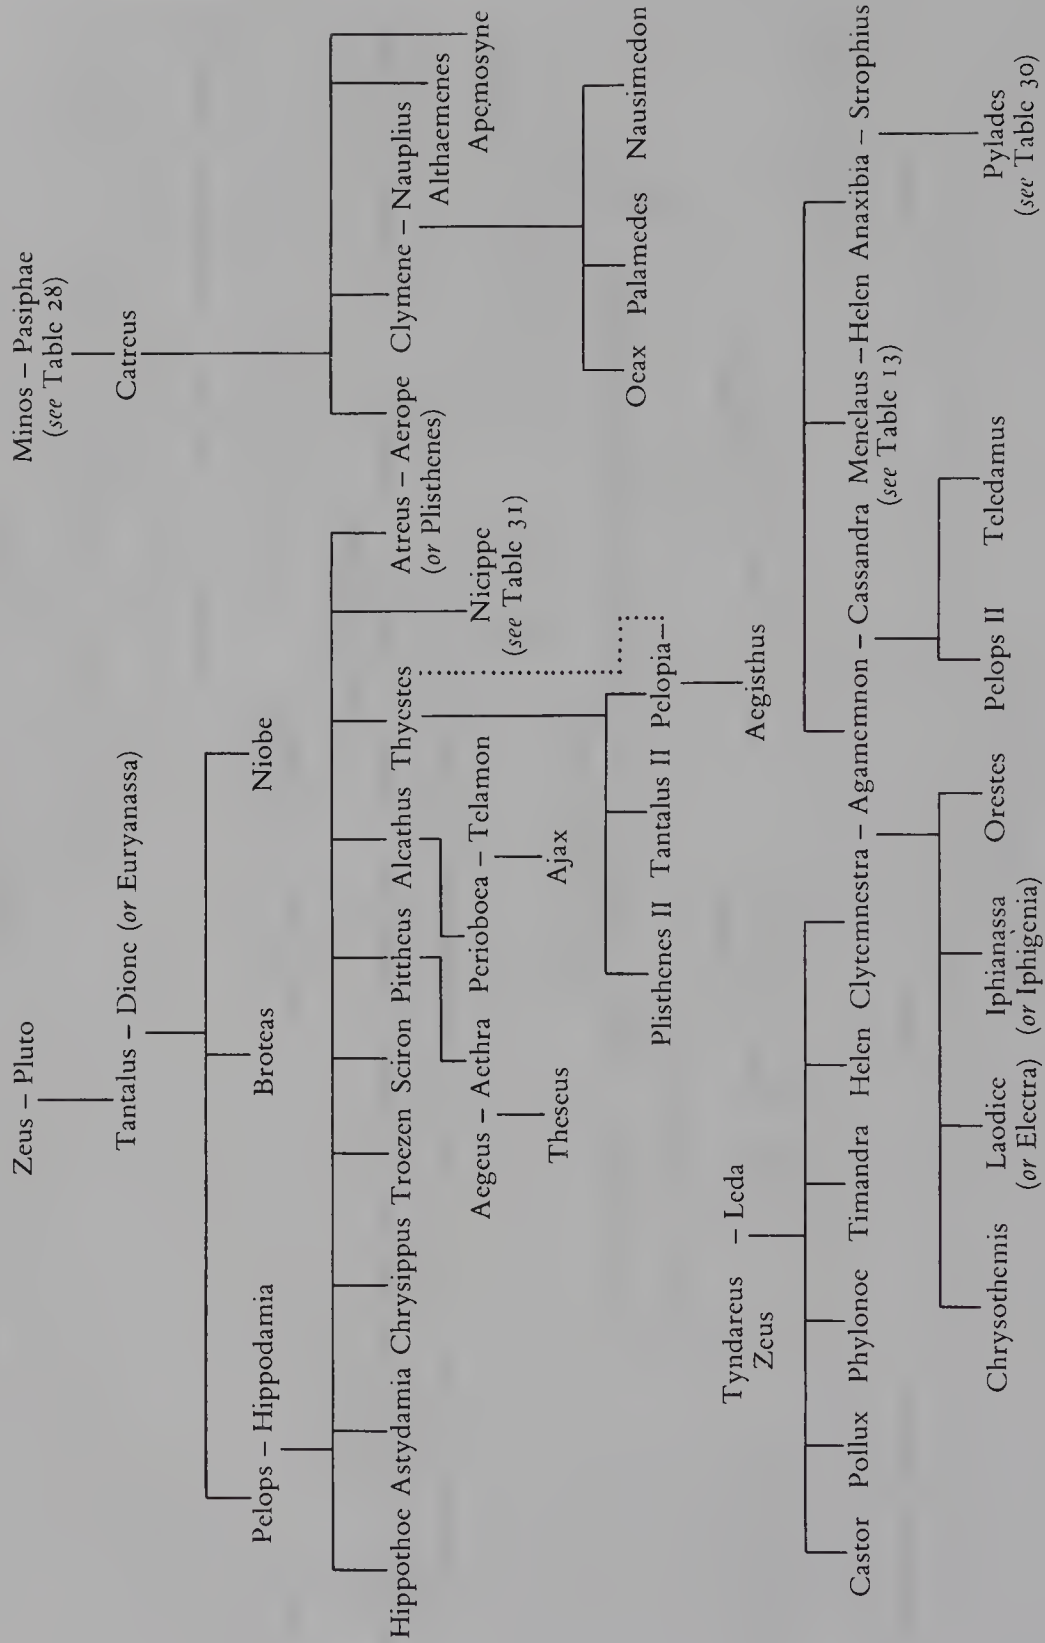 Zeus – Pluto Minos – Pasiphae
(see Table 28)
Tantalus – Dione (or Euryanassa) Catreus
Pelops – Hippodamia Broteas Niobe
Hippothoe Astydamia Chrysippus Troezen Sciron Pittheus Alcathus Thyestes Atreus – Aerope Clymene – Nauplius
(or Plisthenes) Althaemenes
Aegeus – Aethra Perioboea – Telamon Nicippe Apemosyne
(see Table 31)
Theseus Ajax
Oeax Palamedes Nausimedon
Plisthenes II Tantalus II Pelopia–
Tyndareus – Leda Aegisthus
Zeus
Castor Pollux Phylonoe Timandra Helen Clytemnestra – Agamemnon – Cassandra Menelaus – Helen Anaxibia – Strophius
(see Table 13)
Chrysothemis Laodice Iphianassa Orestes Pelops II Teledamus Pylades
(or Electra) (or Iphigenia) (see Table 30)